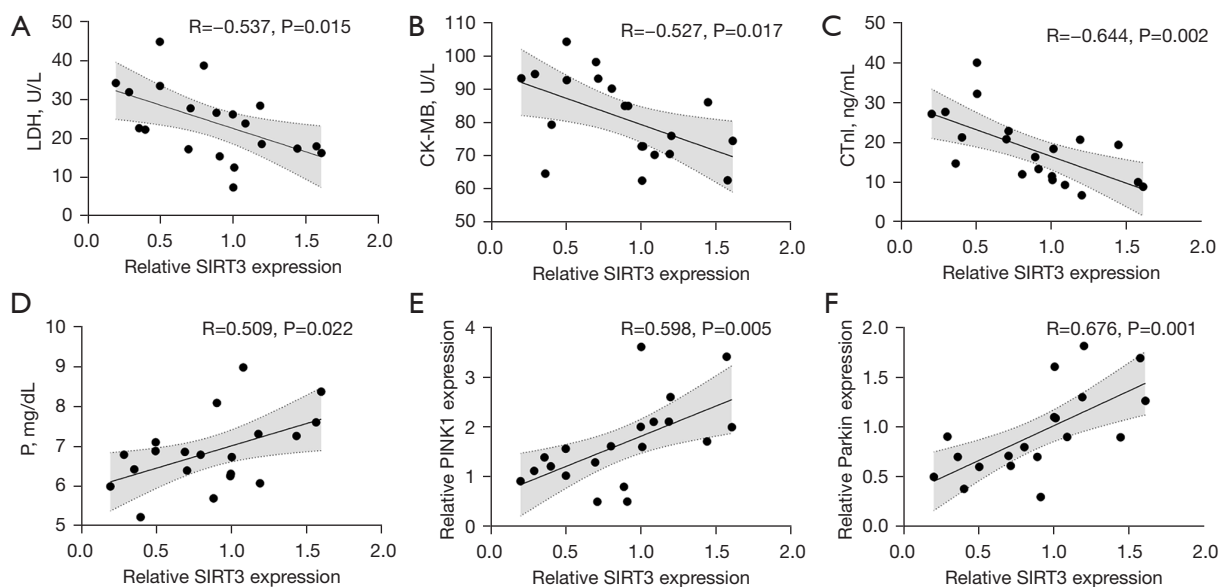 A
R=−0.537, P=0.015
LDH, U/L
50
40
30
20
10
0
0.0 0.5 1.0 1.5 2.0
Relative SIRT3 expression
B
R=−0.527, P=0.017
CK-MB, U/L
110
100
90
80
70
60
50
0.0 0.5 1.0 1.5 2.0
Relative SIRT3 expression
C
R=−0.644, P=0.002
CTnI, ng/mL
50
40
30
20
10
0
0.0 0.5 1.0 1.5 2.0
Relative SIRT3 expression
D
R=0.509, P=0.022
P, mg/dL
10
9
8
7
6
5
0.0 0.5 1.0 1.5 2.0
Relative SIRT3 expression
E
R=0.598, P=0.005
Relative PINK1 expression
4
3
2
1
0
0.0 0.5 1.0 1.5 2.0
Relative SIRT3 expression
F
R=0.676, P=0.001
Relative Parkin expression
2.0
1.5
1.0
0.5
0.0
0.0 0.5 1.0 1.5 2.0
Relative SIRT3 expression